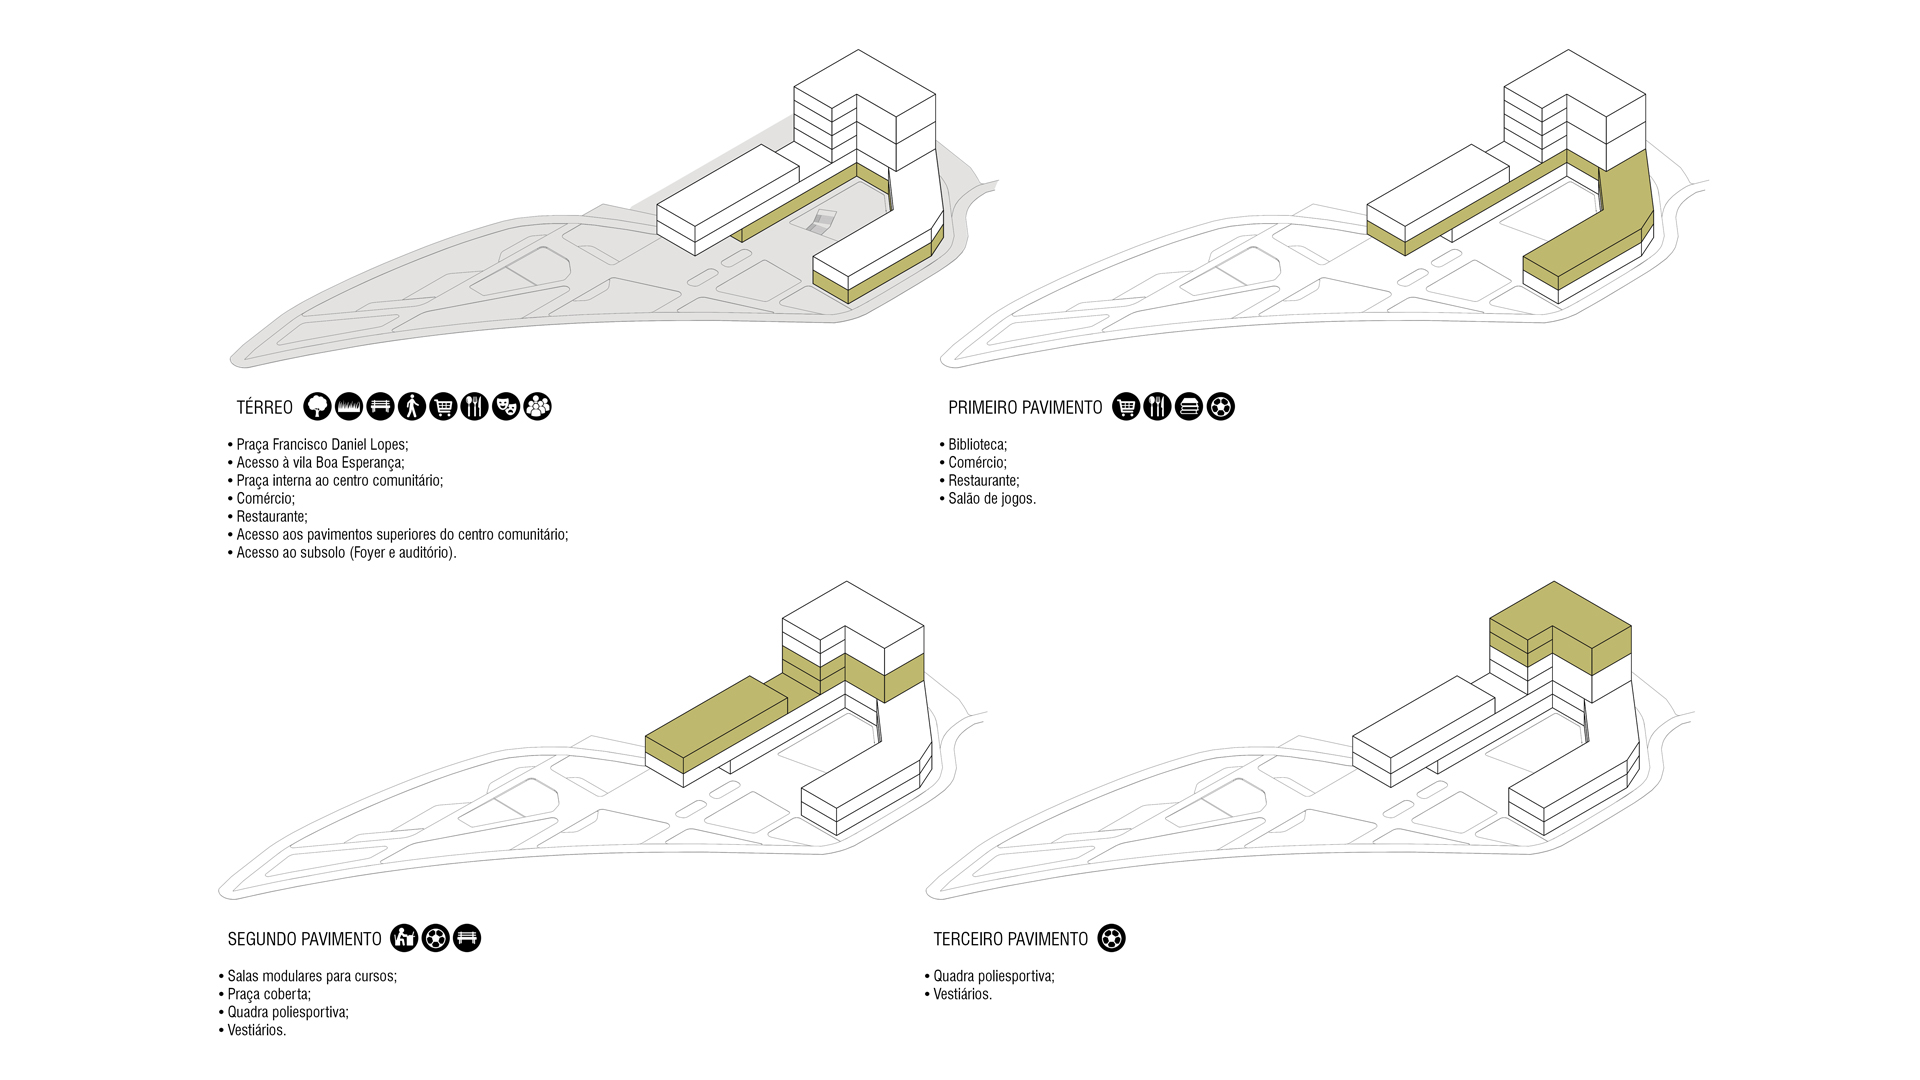 TÉRREO
• Praça Francisco Daniel Lopes;
• Acesso à vila Boa Esperança;
• Praça interna ao centro comunitário;
• Comércio;
• Restaurante;
• Acesso aos pavimentos superiores do centro comunitário;
• Acesso ao subsolo (Foyer e auditório).
PRIMEIRO PAVIMENTO
• Biblioteca;
• Comércio;
• Restaurante;
• Salão de jogos.
SEGUNDO PAVIMENTO
• Salas modulares para cursos;
• Praça coberta;
• Quadra poliesportiva;
• Vestiários.
TERCEIRO PAVIMENTO
• Quadra poliesportiva;
• Vestiários.